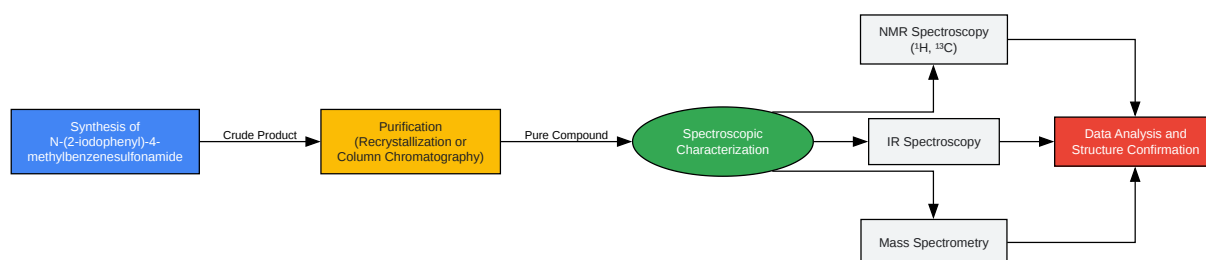 Synthesis of
N-(2-iodophenyl)-4-
methylbenzenesulfonamide
Crude Product
Purification
(Recrystallization or
Column Chromatography)
Pure Compound
Spectroscopic
Characterization
NMR Spectroscopy
(¹H, ¹³C)
IR Spectroscopy
Mass Spectrometry
Data Analysis and
Structure Confirmation